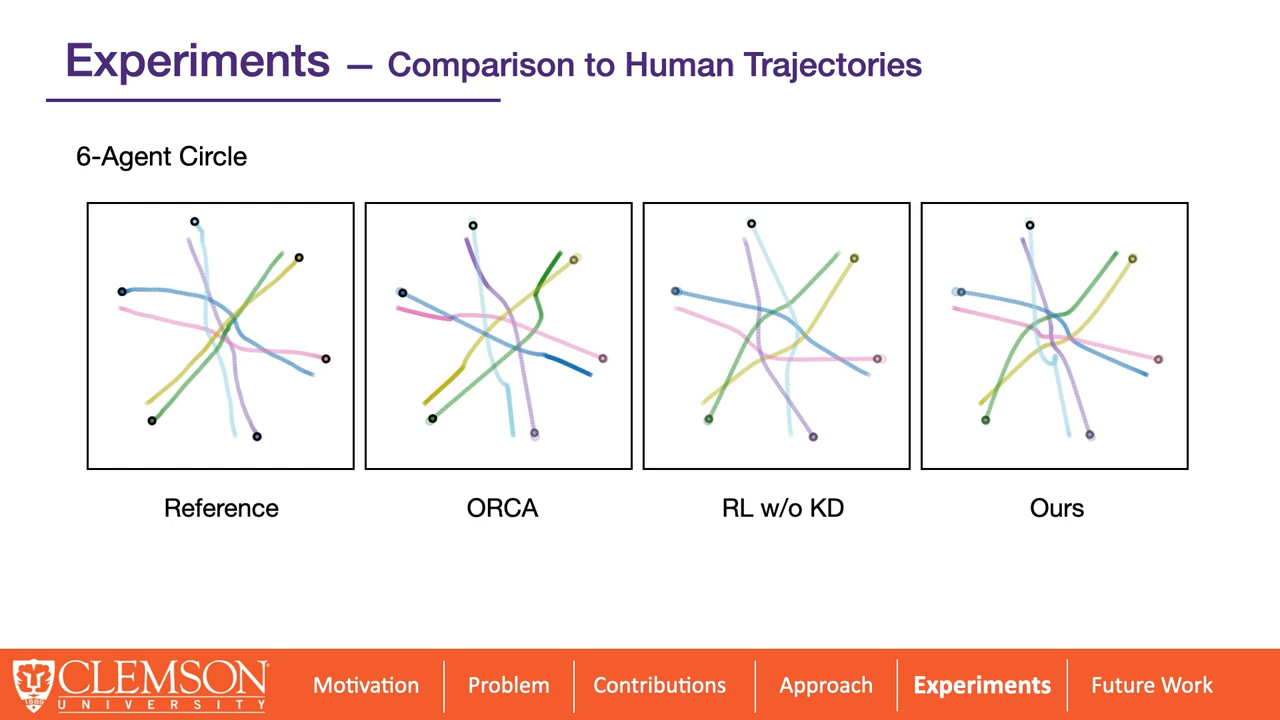 Experiments — Comparison to Human Trajectories
6-Agent Circle
Reference
ORCA
RL w/o KD
Ours
CLEMSON
UNIVERSITY
Motivation
Problem
Contributions
Approach
Experiments
Future Work